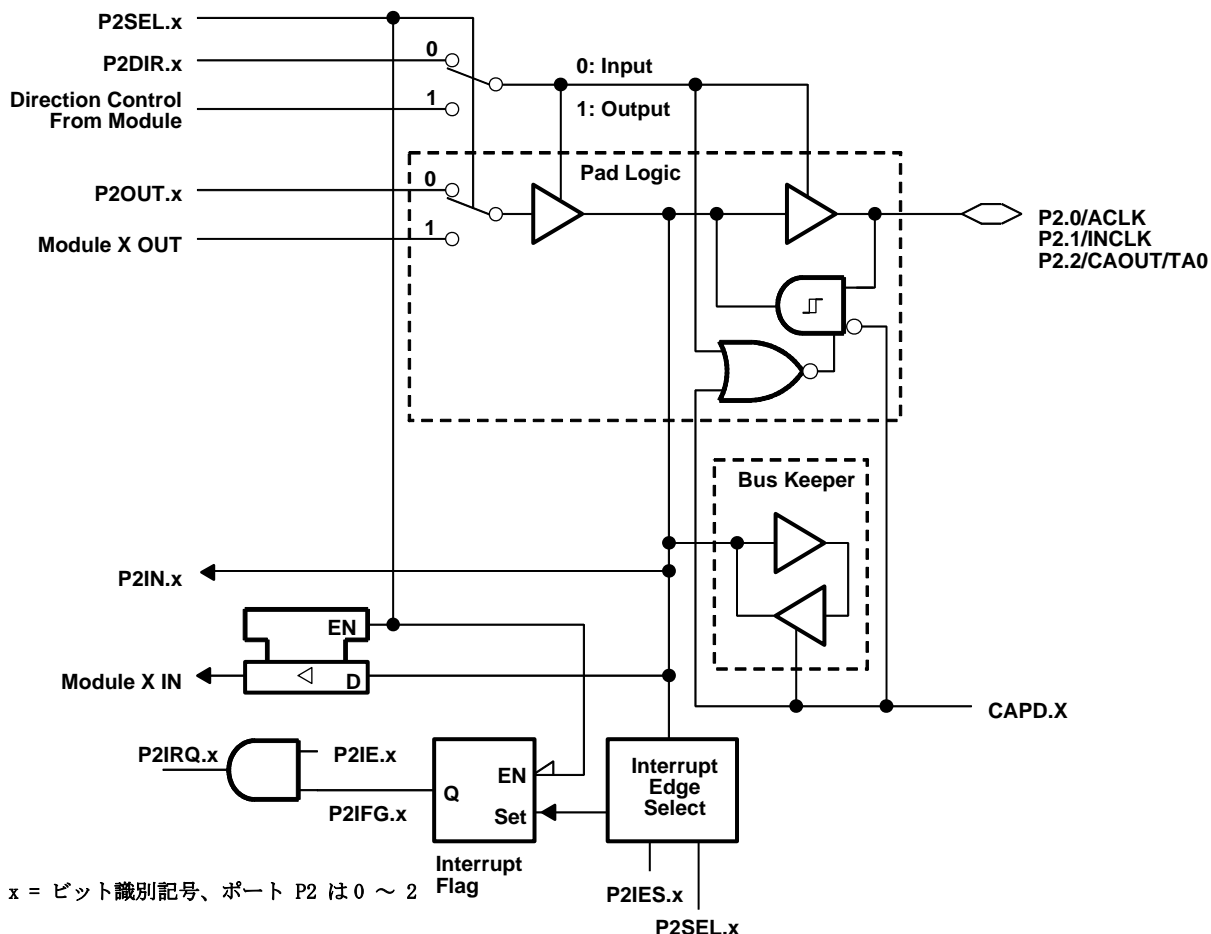 P2SEL.x
P2DIR.x
0
0: Input
Direction Control
From Module
1
1: Output
Pad Logic
P2OUT.x
0
Module X OUT
1
P2.0/ACLK
P2.1/INCLK
P2.2/CAOUT/TA0
Bus Keeper
P2IN.x
EN
Module X IN
D
CAPD.X
P2IRQ.x
P2IE.x
P2IFG.x
Q
EN
Set
Interrupt
Flag
Interrupt
Edge
Select
P2IES.x
P2SEL.x
x = ビット識別記号、ポート P2 は 0 ～ 2